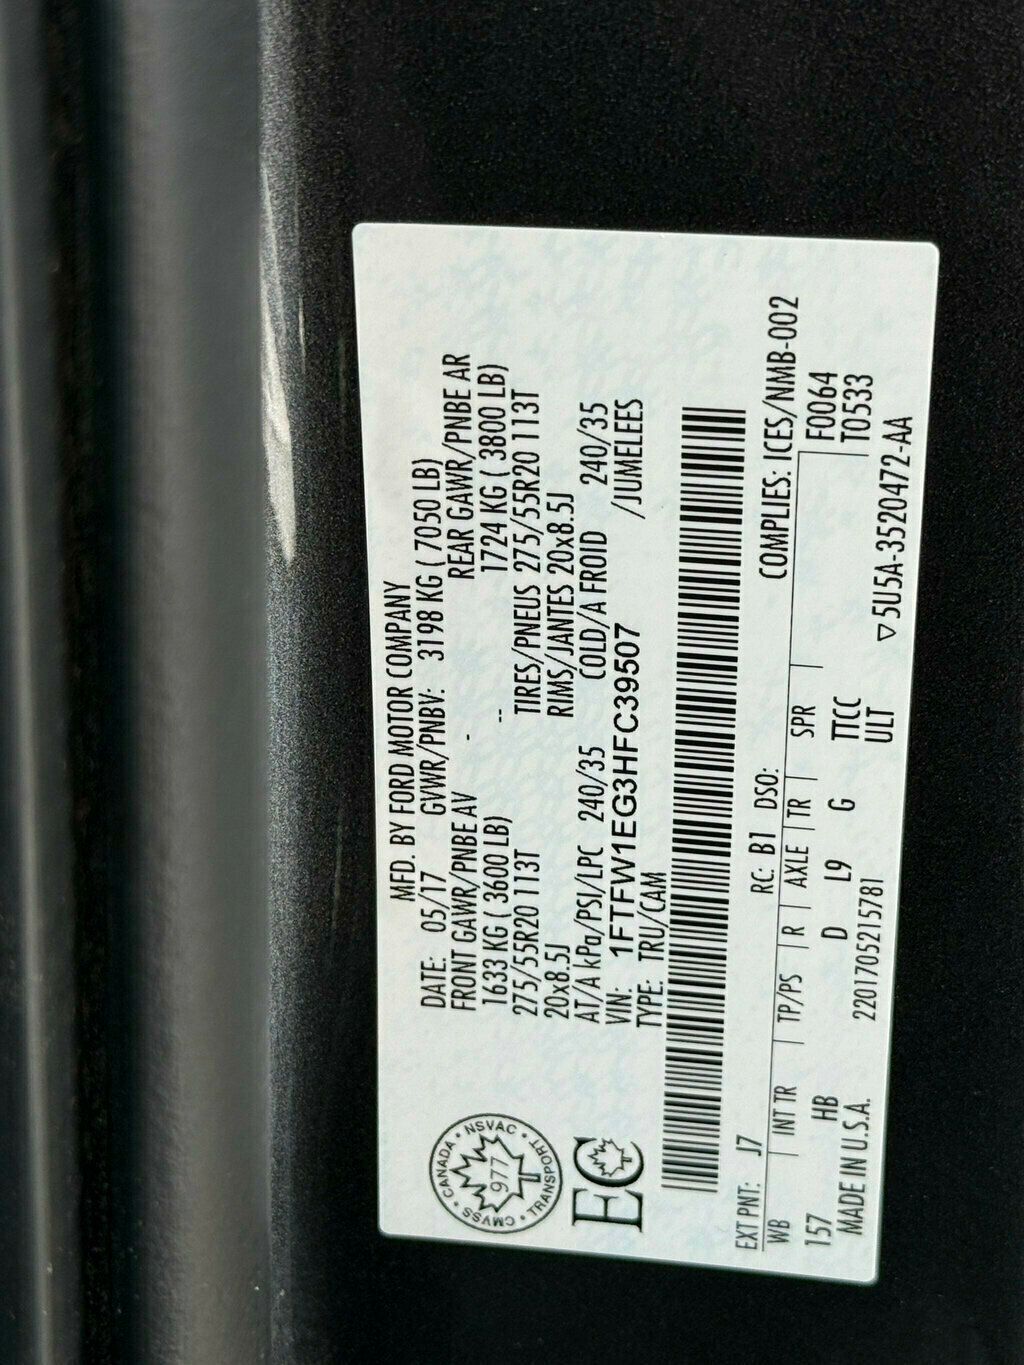 MFD. BY FORD MOTOR COMPANY
DATE: 05/17 GVWR/PNBV: 3198 KG ( 7050 LB)
FRONT GAWR/PNBE AV - REAR GAWR/PNBE AR
1633 KG ( 3600 LB) -- 1724 KG ( 3800 LB)
275/55R20 113T TIRES/PNEUS 275/55R20 113T
20x8.5J RIMS/JANTES 20x8.5J
AT/A kPa/PSI/LPC 240/35 COLD/A FROID 240/35
VIN: 1FTFW1EG3HFC39507 /JUMELEES
TYPE: TRU/CAM
CANADA • NSVAC • TRANSPORT • CMVSS •
977
EC
COMPLIES: ICES/NMB-002
EXT PNT: J7 RC: B1 DSO:
WB INT TR TP/PS R AXLE TR SPR F0064
157 HB D L9 G TTCC T0533
MADE IN U.S.A. 2201705215781 ULT ▽5U5A-3520472-AA